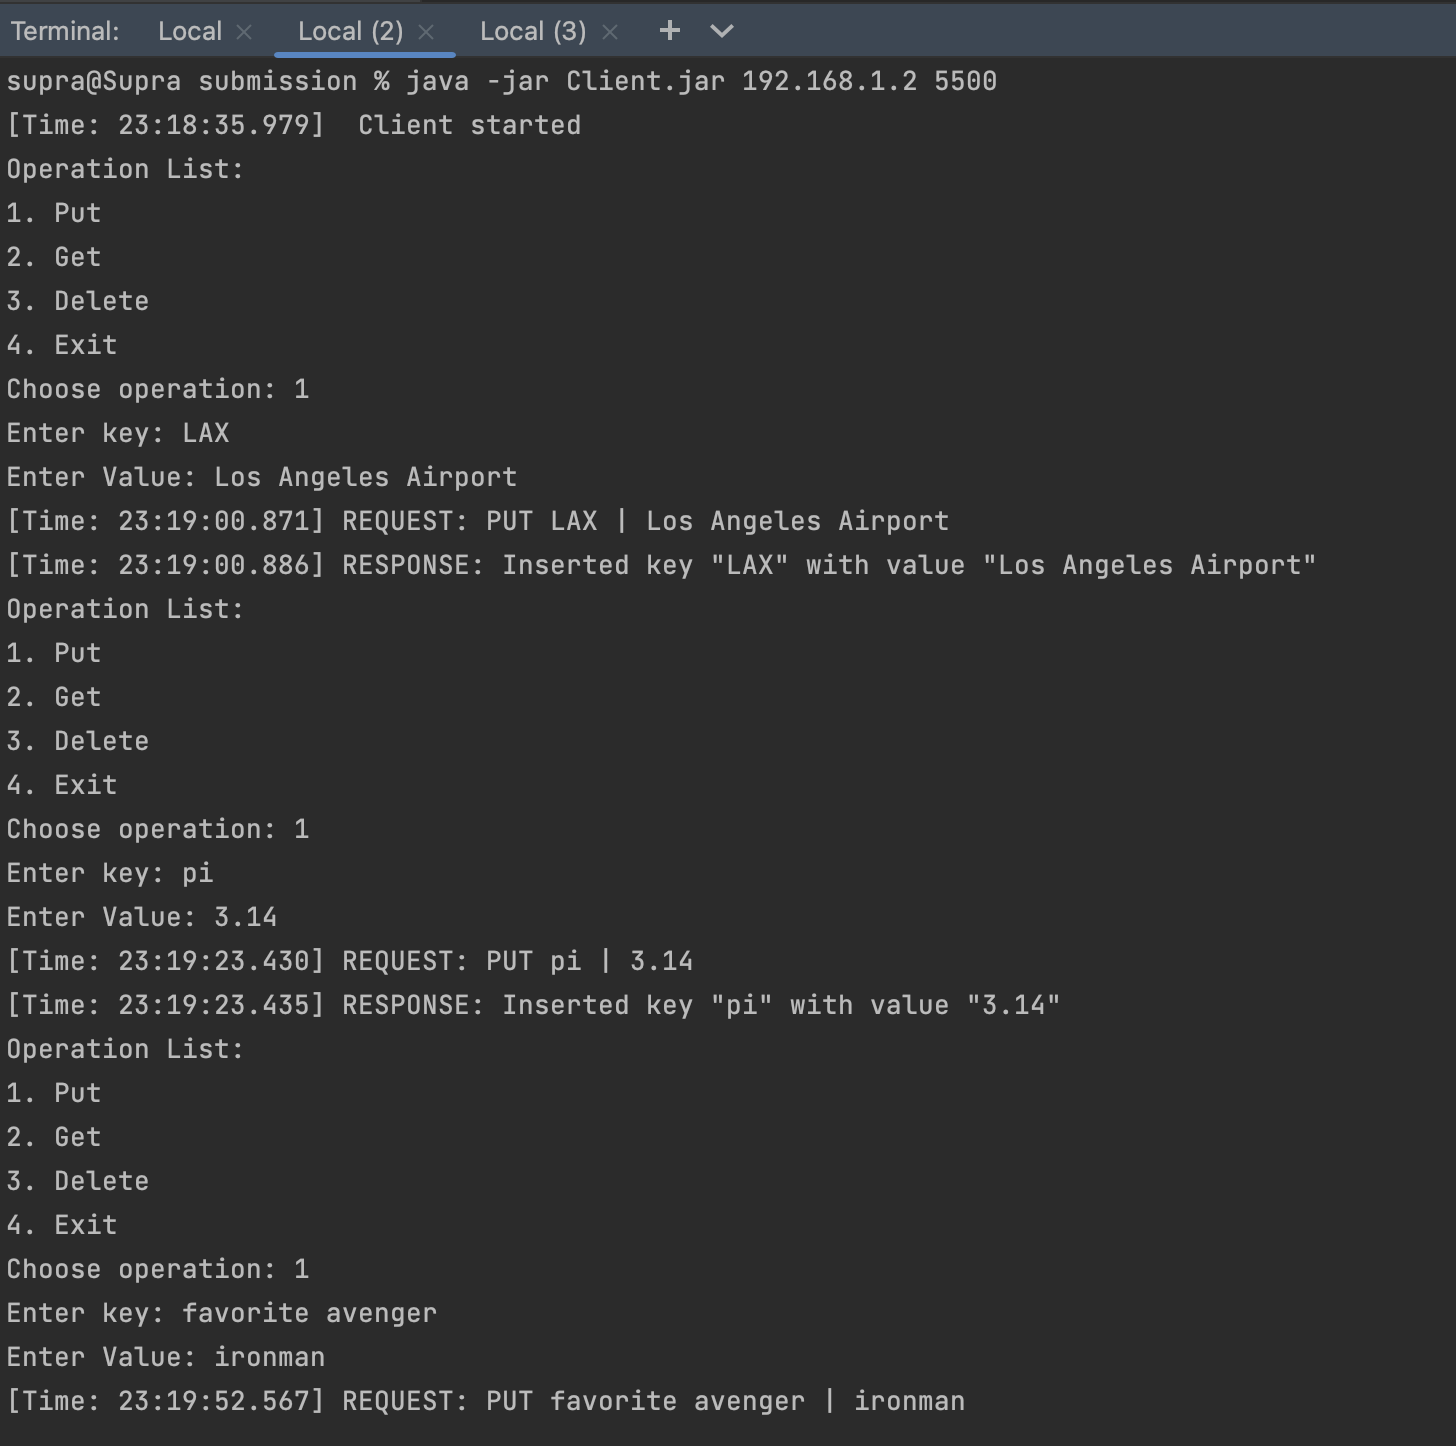 Terminal: Local Local (2) Local (3)
supra@Supra submission % java -jar Client.jar 192.168.1.2 5500
[Time: 23:18:35.979]  Client started
Operation List:
1. Put
2. Get
3. Delete
4. Exit
Choose operation: 1
Enter key: LAX
Enter Value: Los Angeles Airport
[Time: 23:19:00.871] REQUEST: PUT LAX | Los Angeles Airport
[Time: 23:19:00.886] RESPONSE: Inserted key "LAX" with value "Los Angeles Airport"
Operation List:
1. Put
2. Get
3. Delete
4. Exit
Choose operation: 1
Enter key: pi
Enter Value: 3.14
[Time: 23:19:23.430] REQUEST: PUT pi | 3.14
[Time: 23:19:23.435] RESPONSE: Inserted key "pi" with value "3.14"
Operation List:
1. Put
2. Get
3. Delete
4. Exit
Choose operation: 1
Enter key: favorite avenger
Enter Value: ironman
[Time: 23:19:52.567] REQUEST: PUT favorite avenger | ironman